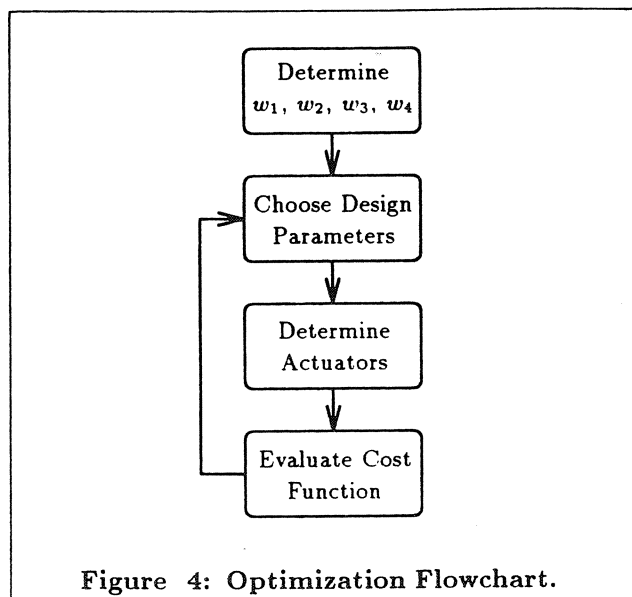 Determine
w₁, w₂, w₃, w₄
Choose Design
Parameters
Determine
Actuators
Evaluate Cost
Function
Figure 4: Optimization Flowchart.